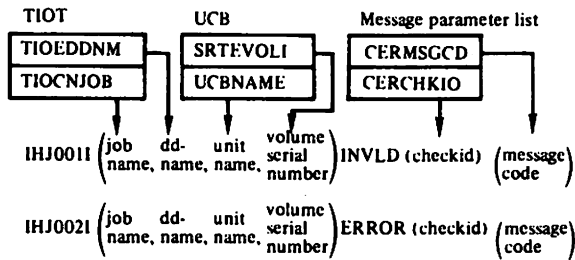 TIOT UCB Message parameter list
TIOEDDNM SRTEVOLI CERMSGCD
TIOCNJOB UCBNAME CERCHKIO
IHJ001I (job name, dd-name, unit name, volume serial number) INVLD (checkid) (message code)
IHJ002I (job name, dd-name, unit name, volume serial number) ERROR (checkid) (message code)